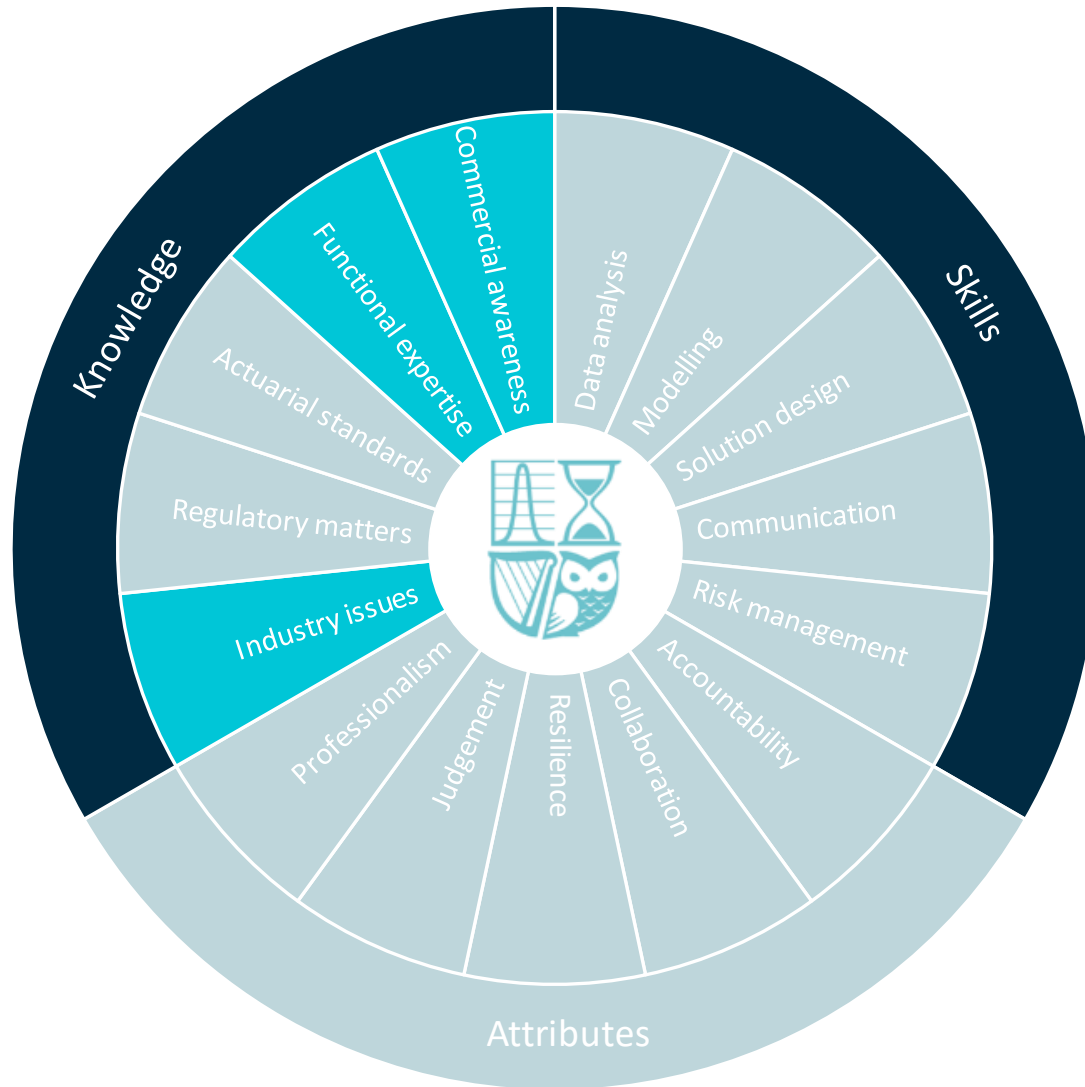 Knowledge
Commercial awareness
Functional expertise
Actuarial standards
Regulatory matters
Industry issues
Skills
Data analysis
Modelling
Solution design
Communication
Risk management
Attributes
Accountability
Collaboration
Resilience
Judgement
Professionalism